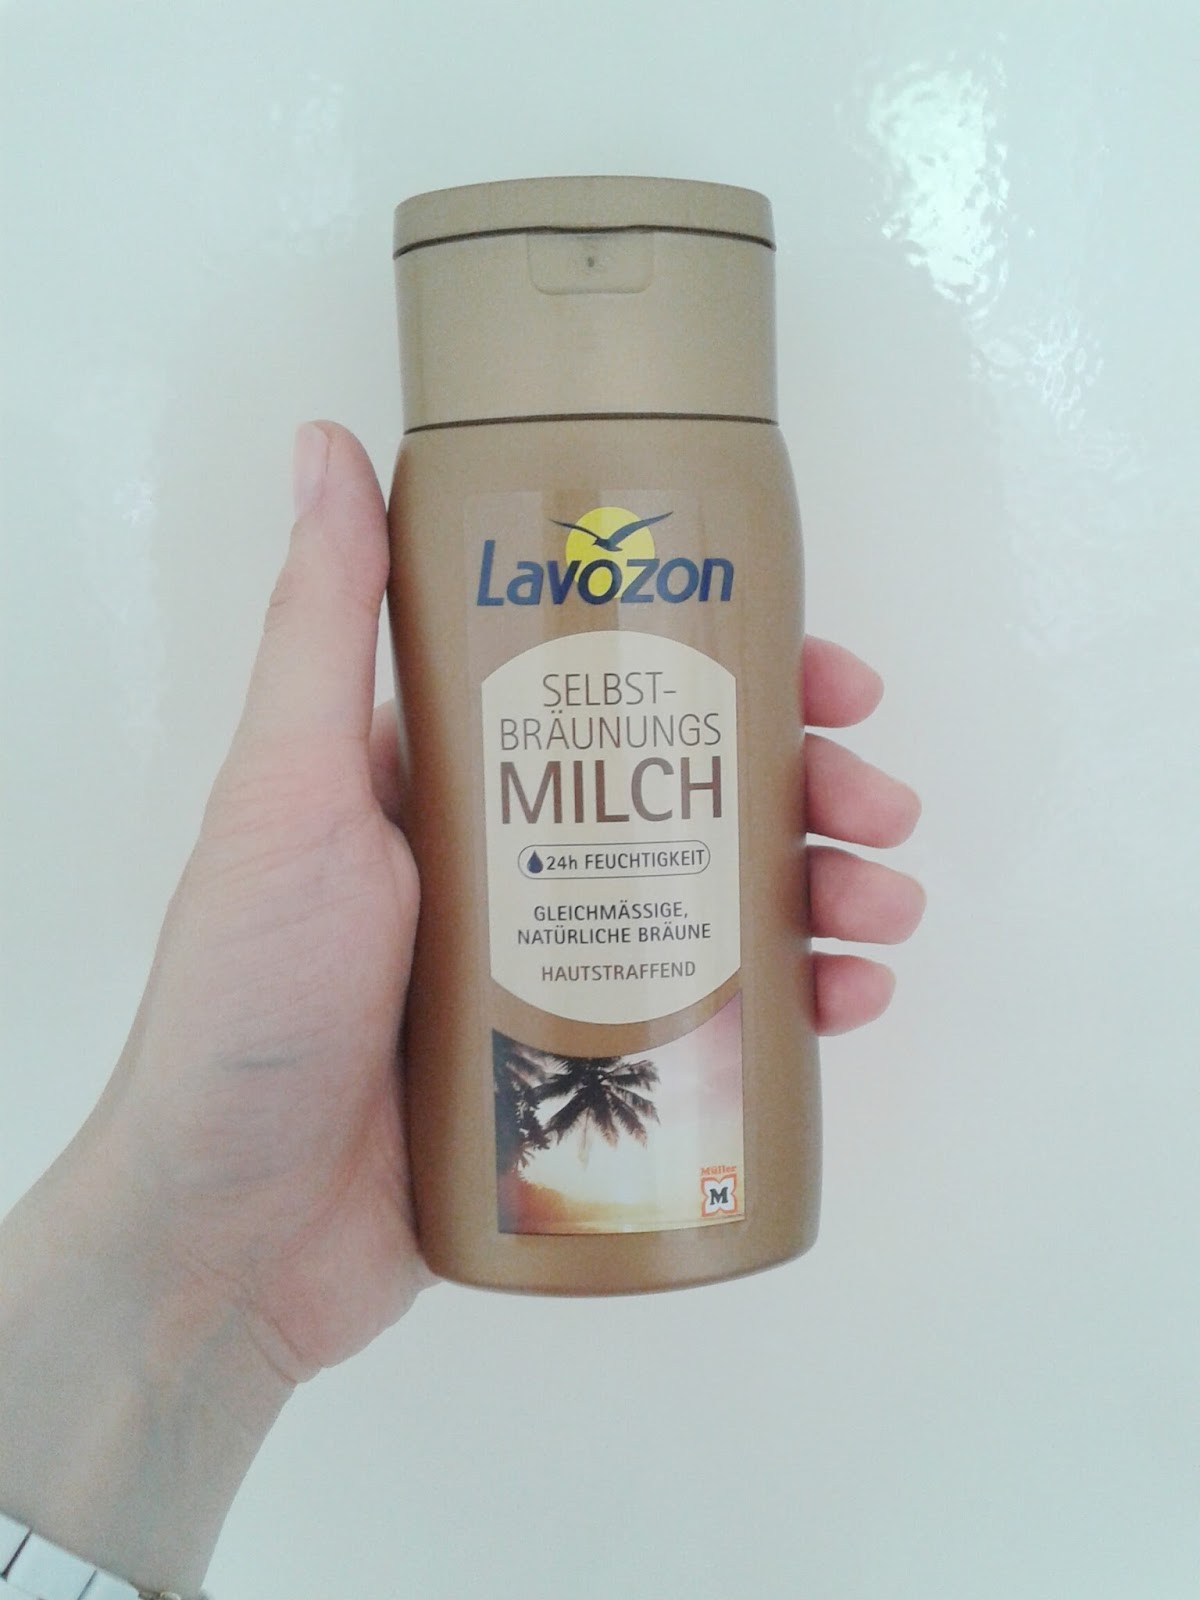 Lavozon
SELBST-
BRÄUNUNGS
MILCH
24h FEUCHTIGKEIT
GLEICHMÄSSIGE,
NATÜRLICHE BRÄUNE
HAUTSTRAFFEND
Müller
M